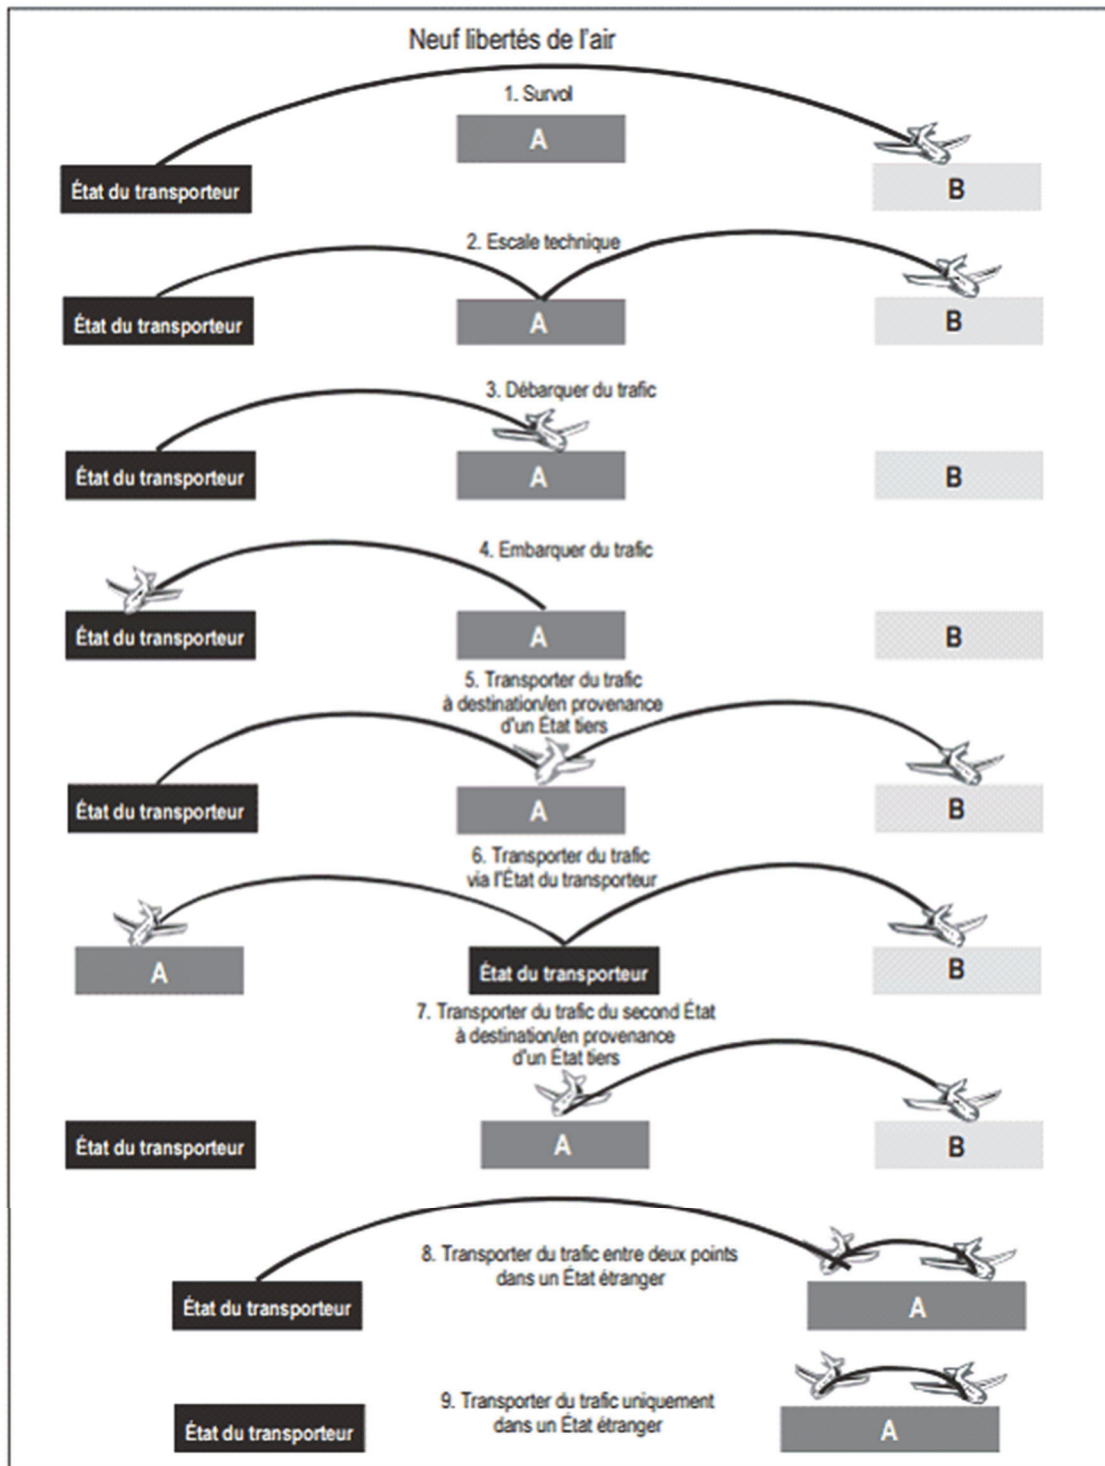 Neuf libertés de l'air
1. Survol
A
État du transporteur
B
2. Escale technique
État du transporteur
A
B
3. Débarquer du trafic
État du transporteur
A
B
4. Embarquer du trafic
État du transporteur
A
B
5. Transporter du trafic
à destination/en provenance
d'un État tiers
État du transporteur
A
B
6. Transporter du trafic
via l'État du transporteur
A
État du transporteur
B
7. Transporter du trafic du second État
à destination/en provenance
d'un État tiers
État du transporteur
A
B
8. Transporter du trafic entre deux points
dans un État étranger
État du transporteur
A
9. Transporter du trafic uniquement
dans un État étranger
État du transporteur
A